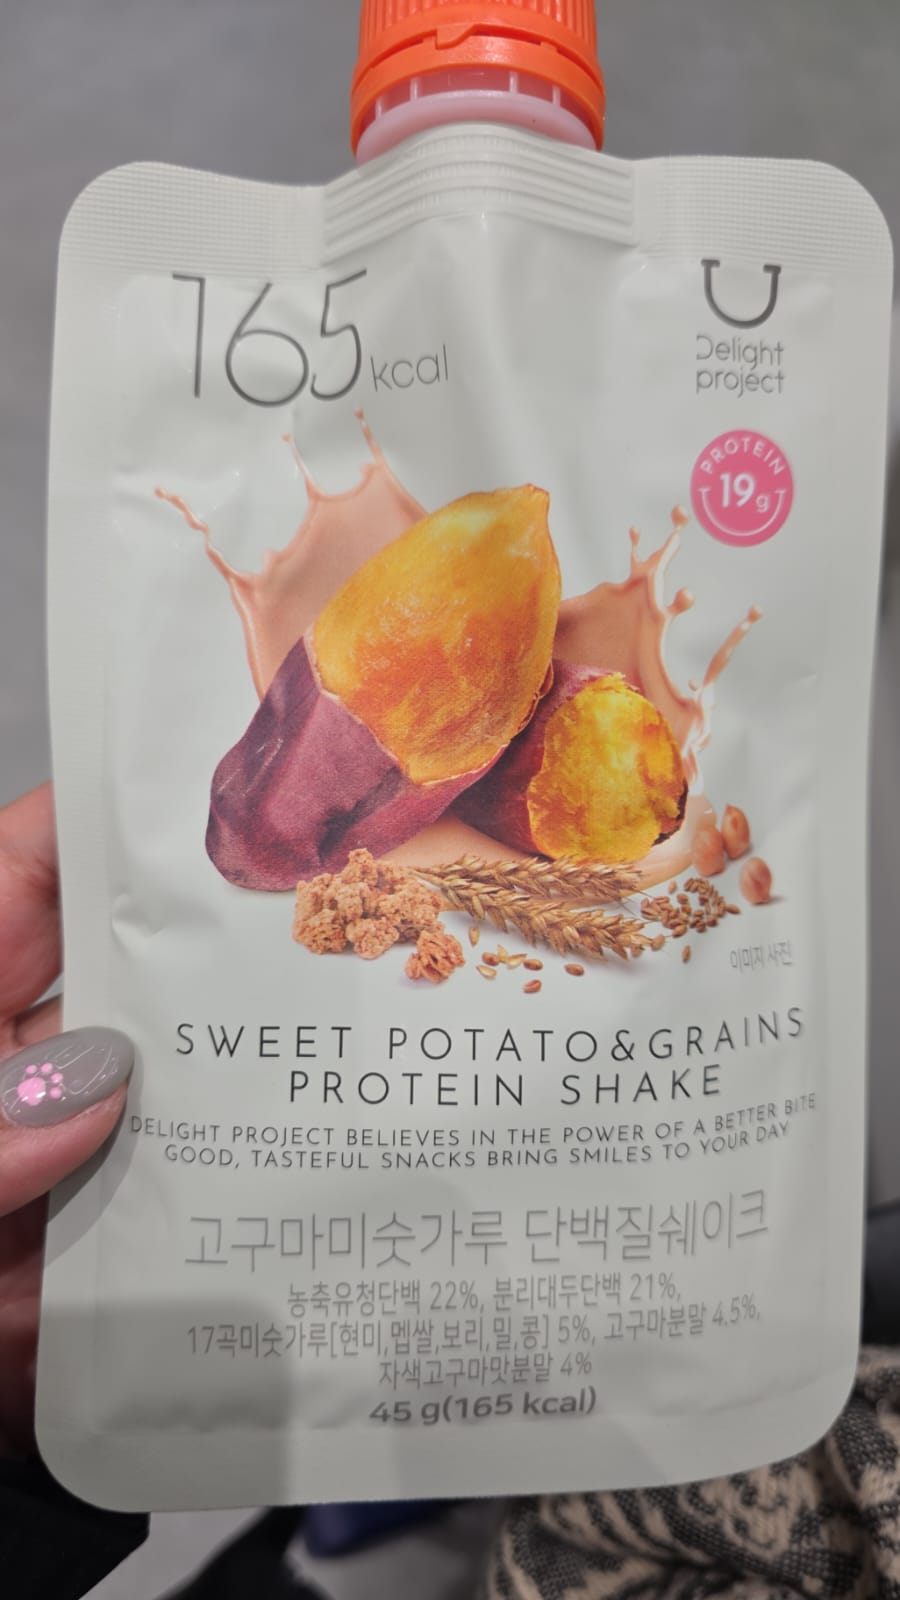 165 kcal
Delight
project
PROTEIN
19g
이미지 사진
SWEET POTATO&GRAINS
PROTEIN SHAKE
DELIGHT PROJECT BELIEVES IN THE POWER OF A BETTER BITE
GOOD, TASTEFUL SNACKS BRING SMILES TO YOUR DAY
고구마미숫가루 단백질쉐이크
농축유청단백 22%, 분리대두단백 21%,
17곡미숫가루[현미,멥쌀,보리,밀,콩] 5%, 고구마분말 4.5%,
자색고구마맛분말 4%
45 g(165 kcal)